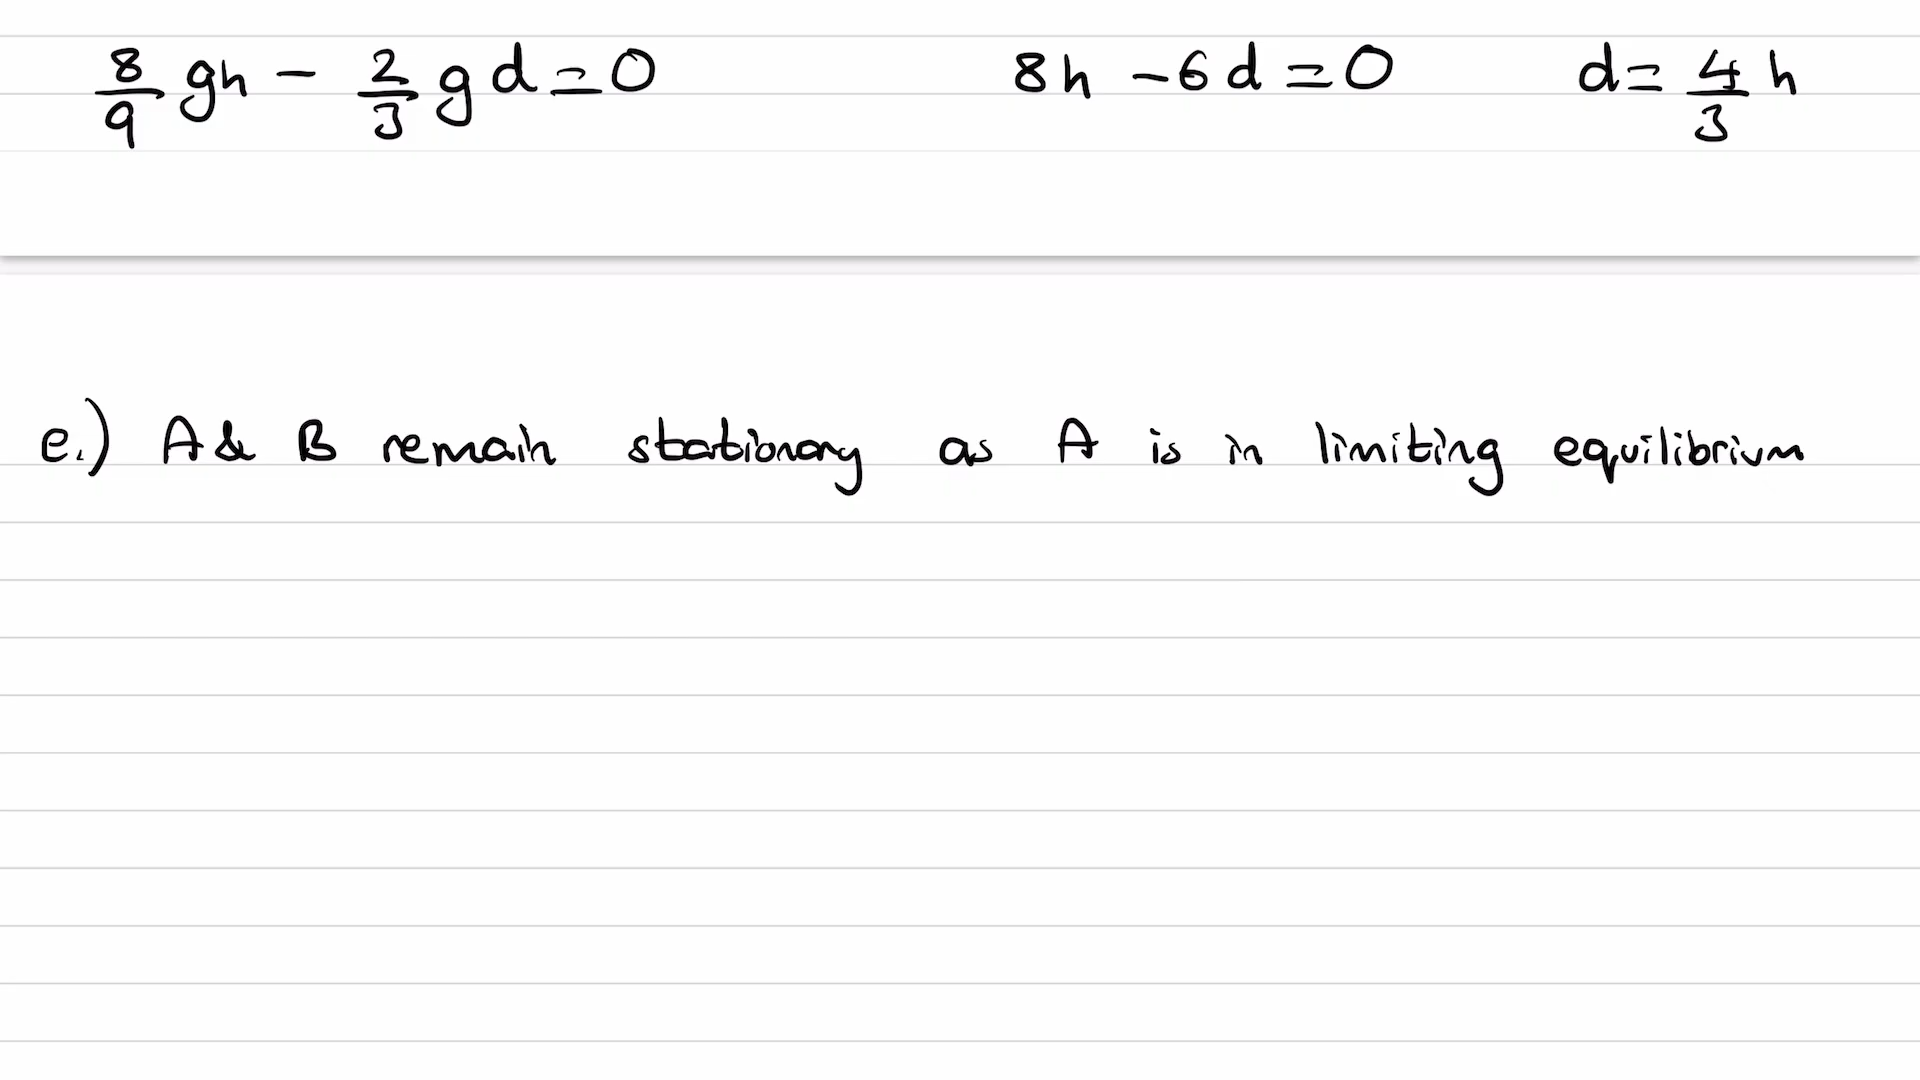 8/9 gh - 2/3 gd = 0 8h - 6d = 0 d = 4/3 h
e.) A & B remain stationary as A is in limiting equilibrium